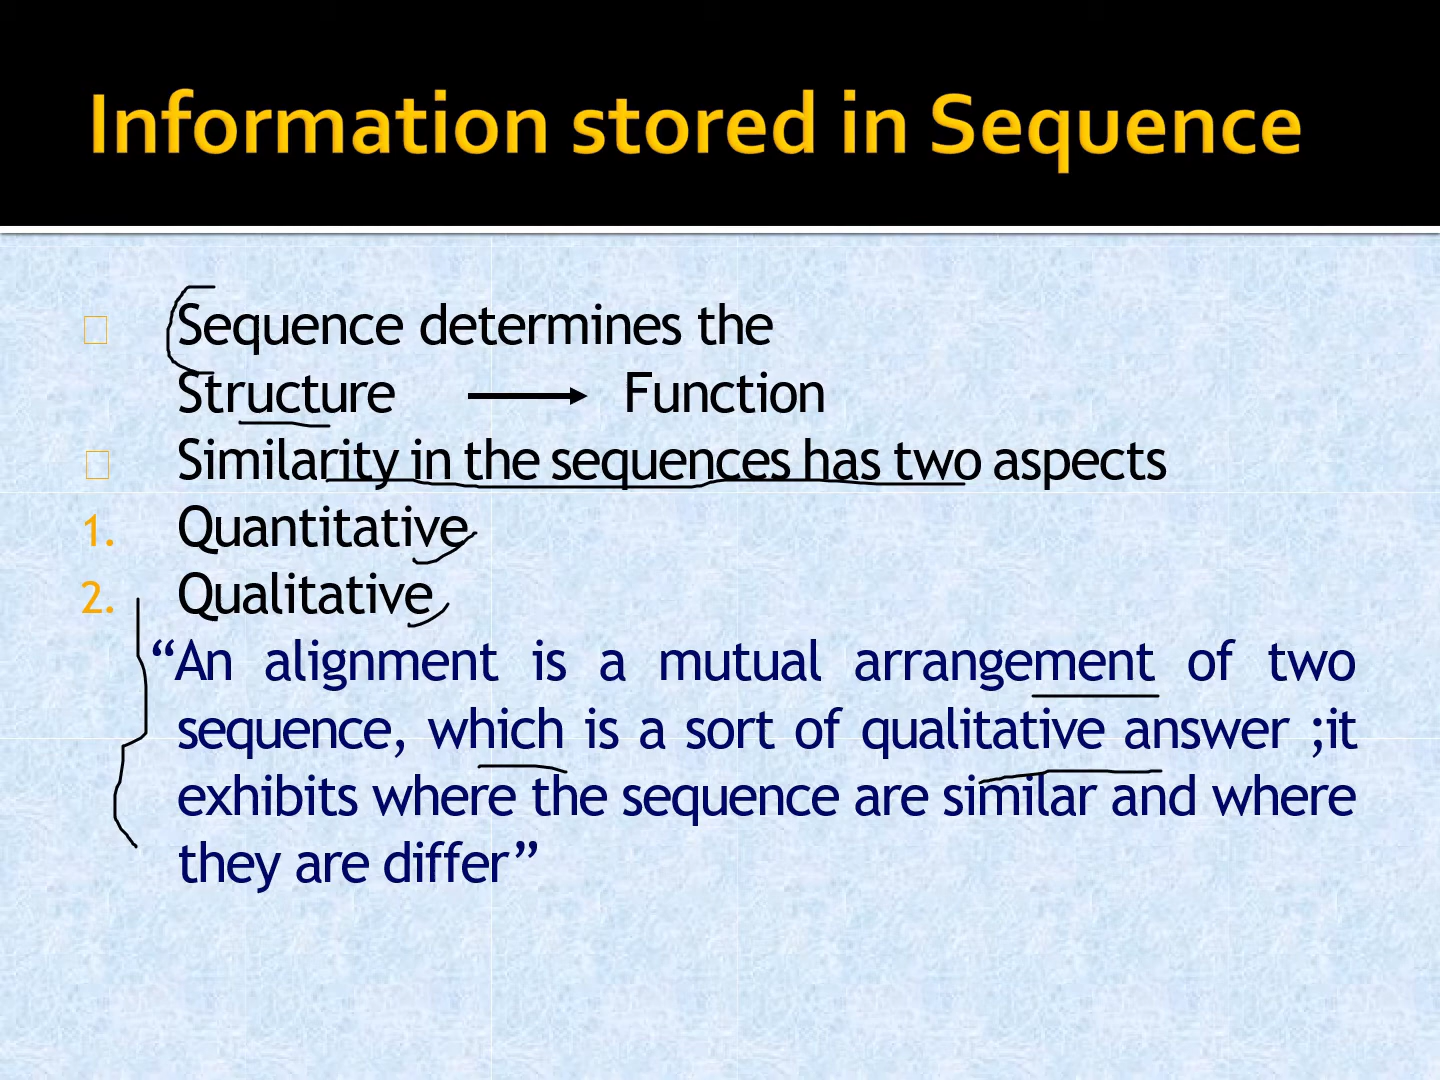 Information stored in Sequence
Sequence determines the
Structure → Function
Similarity in the sequences has two aspects
1. Quantitative
2. Qualitative
“An alignment is a mutual arrangement of two
sequence, which is a sort of qualitative answer ;it
exhibits where the sequence are similar and where
they are differ”